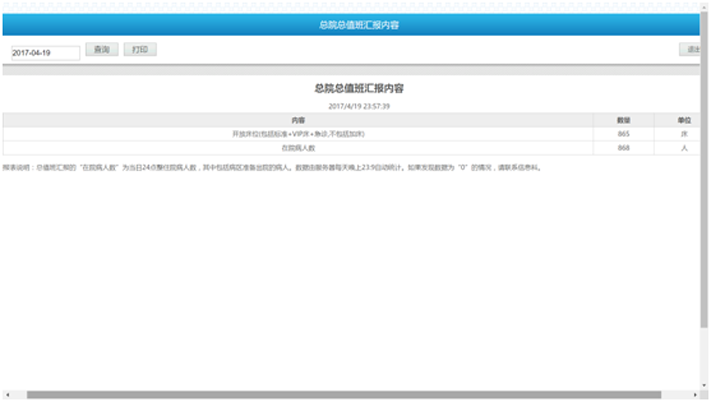 总院总值班汇报内容
2017-04-19 查询 打印 退出
总院总值班汇报内容
2017/4/19 23:57:39
内容 数量 单位
开放床位(包括标准+VIP床+急诊,不包括加床) 865 床
在院病人数 868 人
报表说明：总值班汇报的“在院病人数”为当日24点整住院病人数，其中包括病区准备出院的病人。数据由服务器每天晚上23:9自动统计。如果发现数据为“0”的情况，请联系信息科。